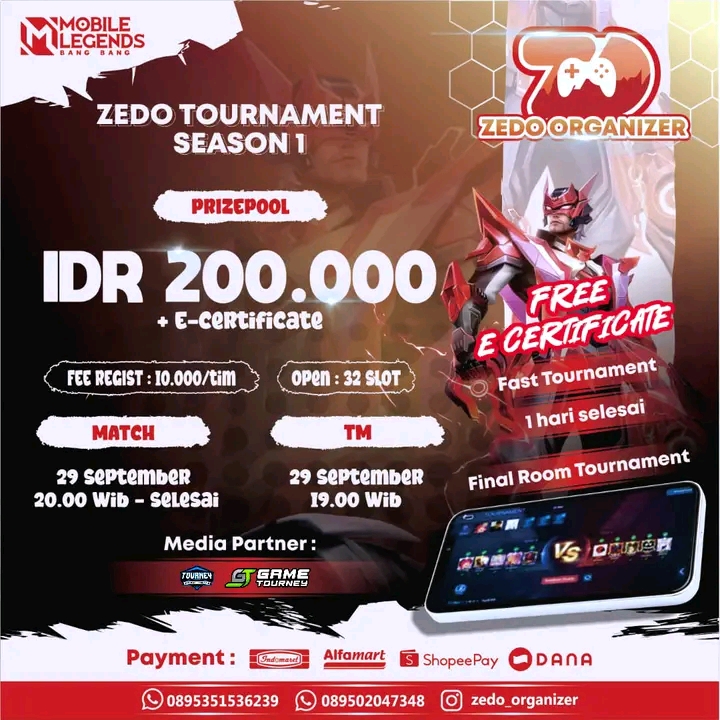 MOBILE
LEGENDS
BANG BANG
ZEDO ORGANIZER
ZEDO TOURNAMENT
SEASON 1
PRIZEPOOL
IDR 200.000
+ E-CERTIFICATE
FREE
E CERTIFICATE
Fast Tournament
1 hari selesai
Final Room Tournament
FEE REGIST : 10.000/tim
OPEN : 32 SLOT
MATCH
29 SEPTEMBER
20.00 Wib - SELESAI
TM
29 SEPTEMBER
19.00 Wib
VS
Media Partner :
TOURNEY
GT GAME
TOURNEY
Payment : Indomaret Alfamart ShopeePay DANA
0895351536239 089502047348 zedo_organizer